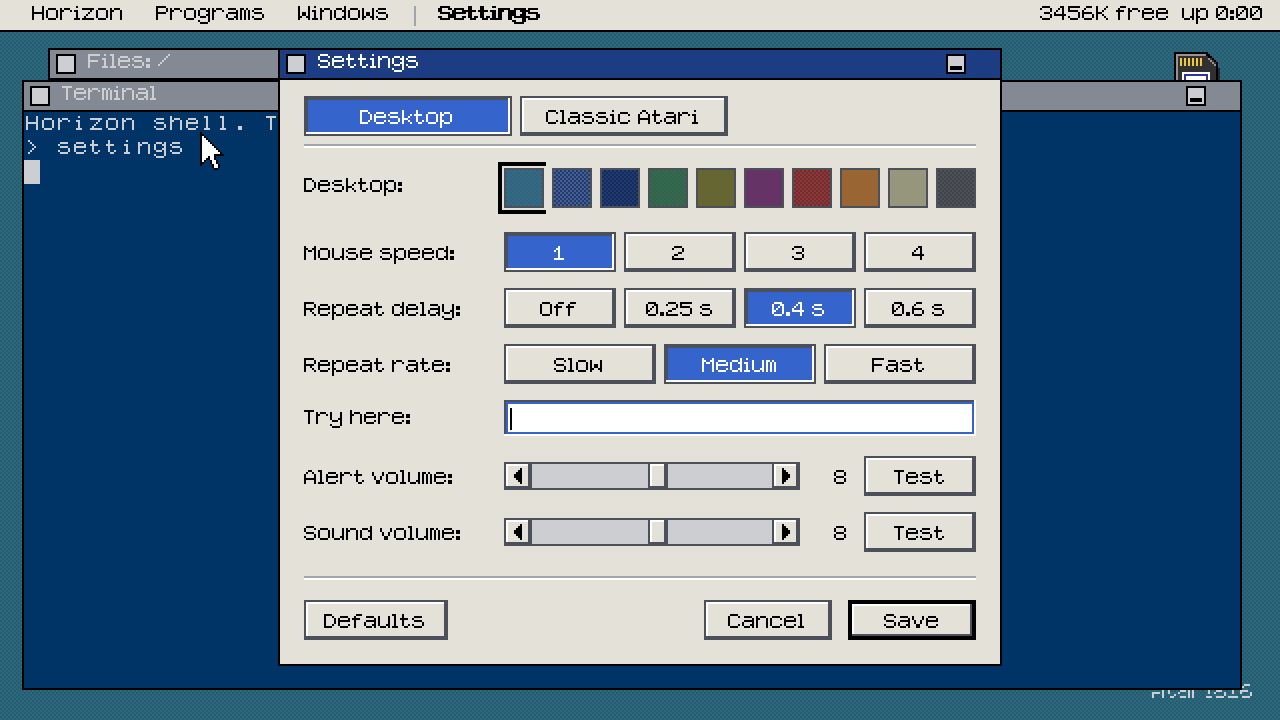 Horizon Programs Windows | Settings 3456K free up 0:00
Files: /
Settings
Terminal
Horizon shell. T
> settings
Desktop Classic Atari
Desktop:
Mouse speed: 1 2 3 4
Repeat delay: Off 0.25 s 0.4 s 0.6 s
Repeat rate: Slow Medium Fast
Try here:
Alert volume: 8 Test
Sound volume: 8 Test
Defaults Cancel Save